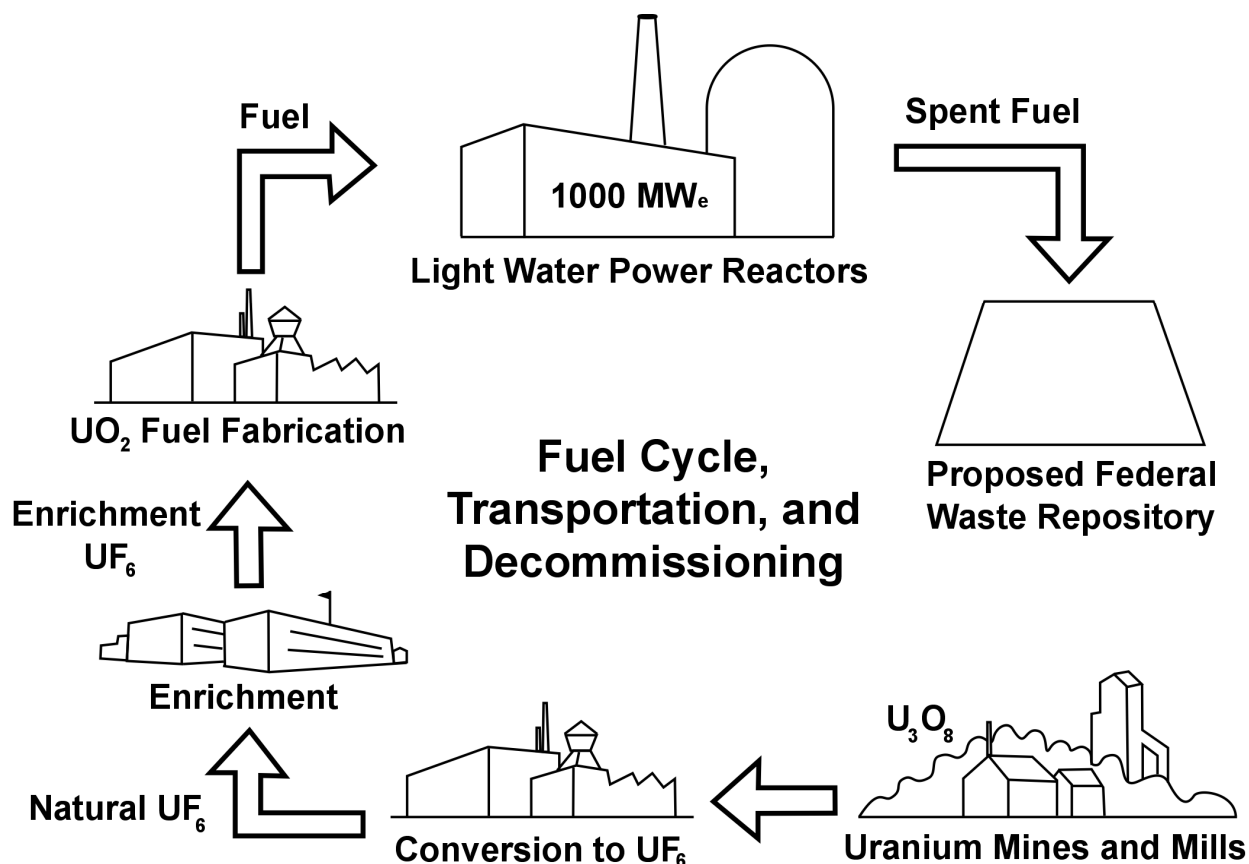 Fuel
Spent Fuel
1000 MWe
Light Water Power Reactors
UO₂ Fuel Fabrication
Fuel Cycle,
Transportation, and
Decommissioning
Proposed Federal
Waste Repository
Enrichment
UF₆
Enrichment
U₃O₈
Natural UF₆
Conversion to UF₆
Uranium Mines and Mills